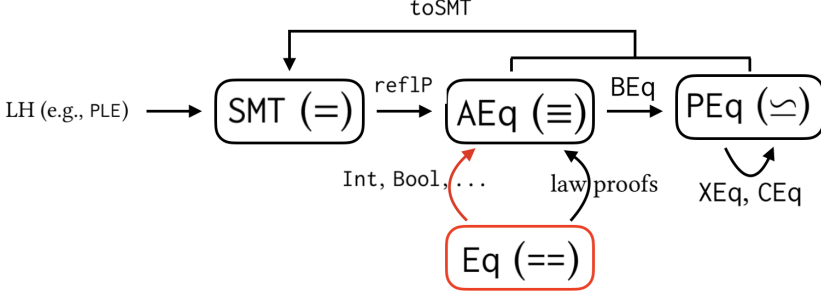 toSMT
LH (e.g., PLE)
SMT (=)
reflP
AEq (≡)
BEq
PEq (≌)
Int, Bool, ...
law proofs
XEq, CEq
Eq (==)